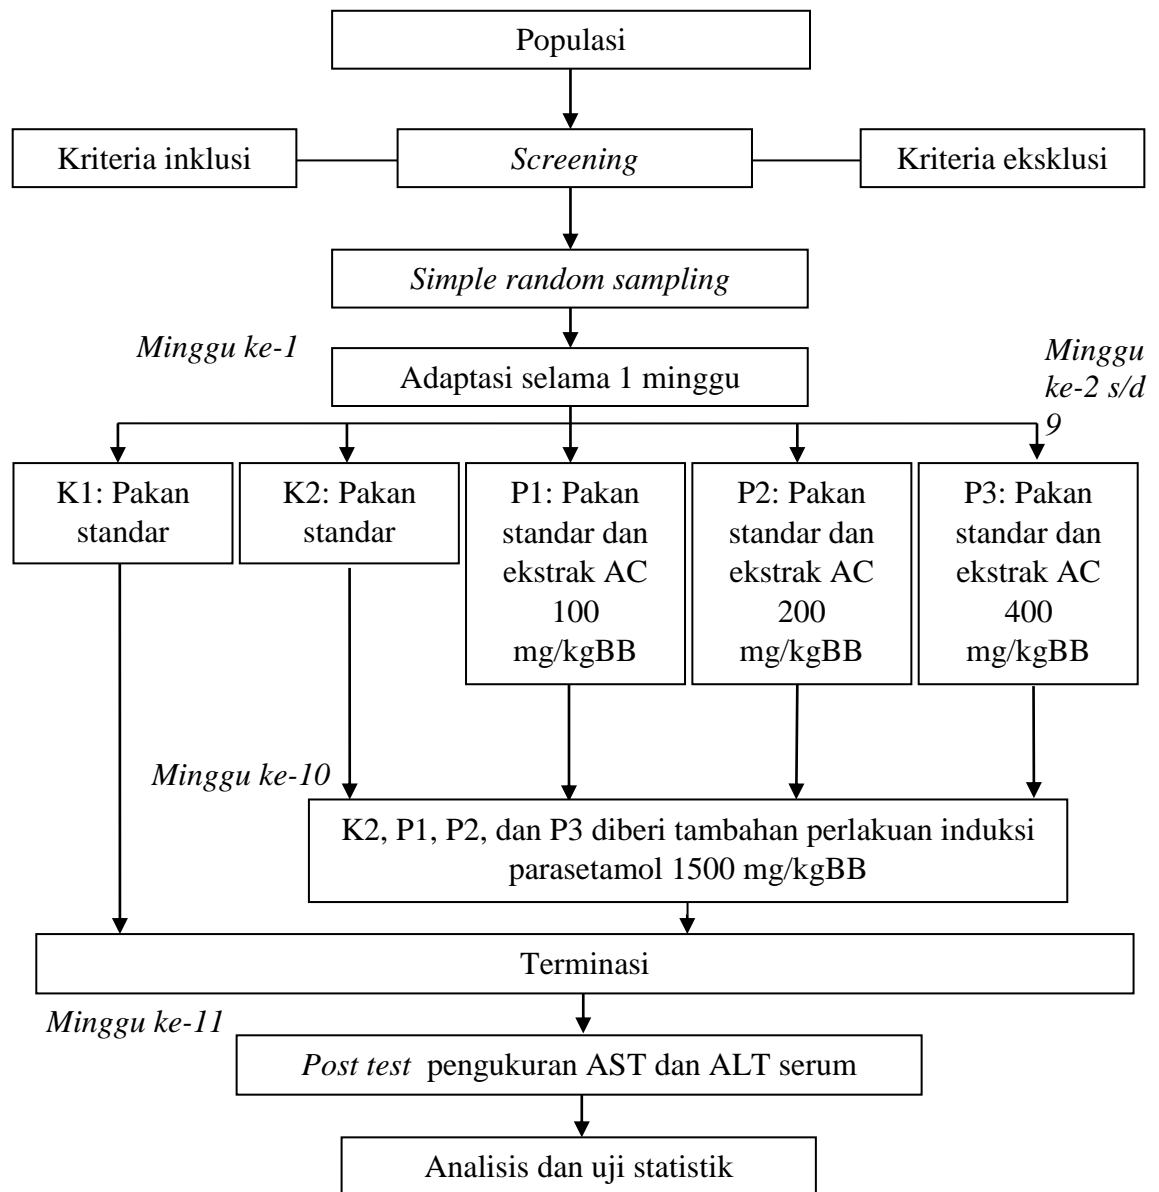 Populasi
Kriteria inklusi
Screening
Kriteria eksklusi
Simple random sampling
Minggu ke-1
Adaptasi selama 1 minggu
Minggu
ke-2 s/d
9
K1: Pakan
standar
K2: Pakan
standar
P1: Pakan
standar dan
ekstrak AC
100
mg/kgBB
P2: Pakan
standar dan
ekstrak AC
200
mg/kgBB
P3: Pakan
standar dan
ekstrak AC
400
mg/kgBB
Minggu ke-10
K2, P1, P2, dan P3 diberi tambahan perlakuan induksi
parasetamol 1500 mg/kgBB
Terminasi
Minggu ke-11
Post test pengukuran AST dan ALT serum
Analisis dan uji statistik